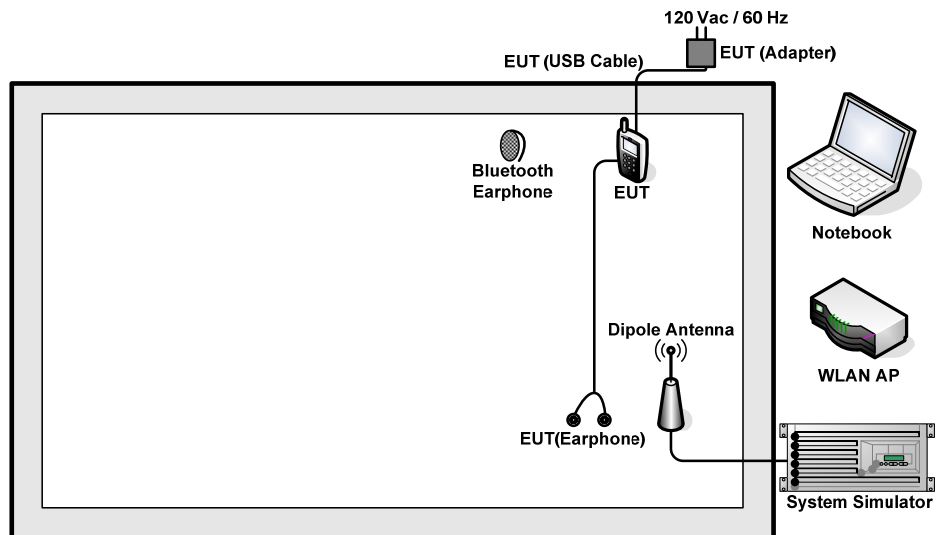 120 Vac / 60 Hz
EUT (USB Cable)
EUT (Adapter)
Bluetooth
Earphone
EUT
Notebook
Dipole Antenna
WLAN AP
EUT(Earphone)
System Simulator